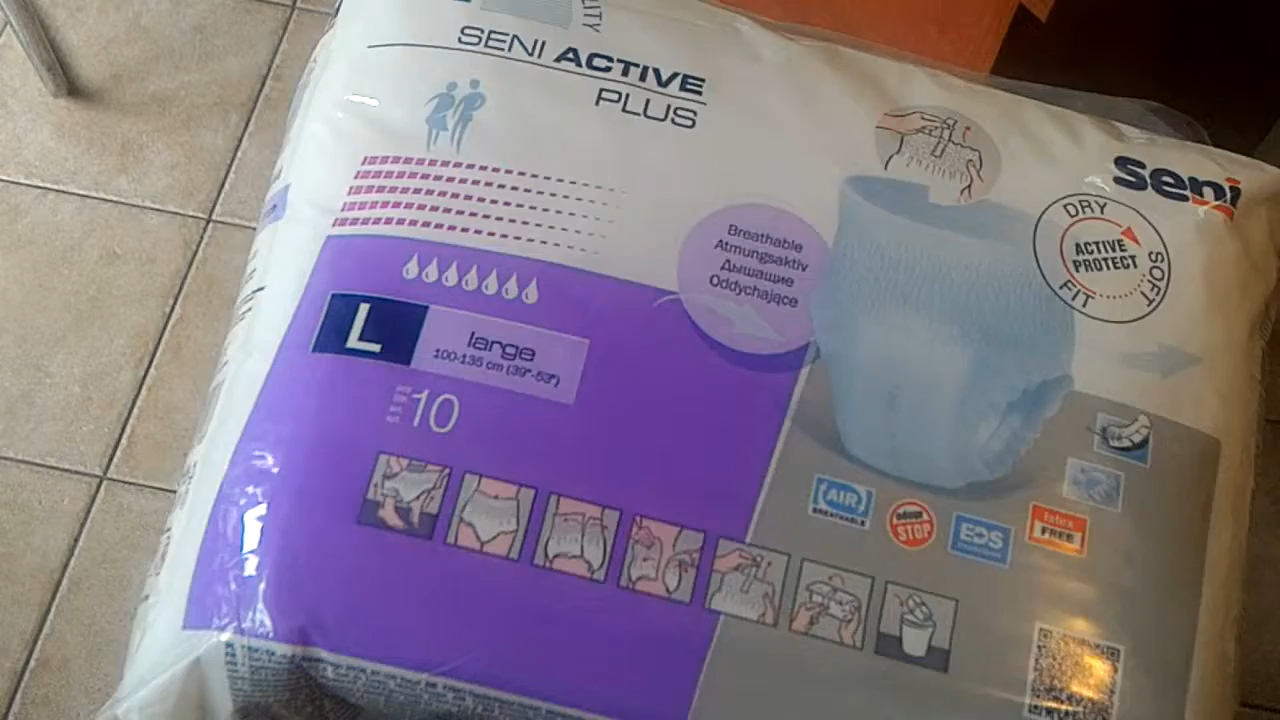 SENI ACTIVE
PLUS
seni
DRY
ACTIVE
PROTECT
FIT
SOFT
Breathable
Atmungsaktiv
Дышащие
Oddychające
L
large
100-135 cm (39"-53")
10
AIR
BREATHABLE
odour
STOP
EDS
latex
FREE